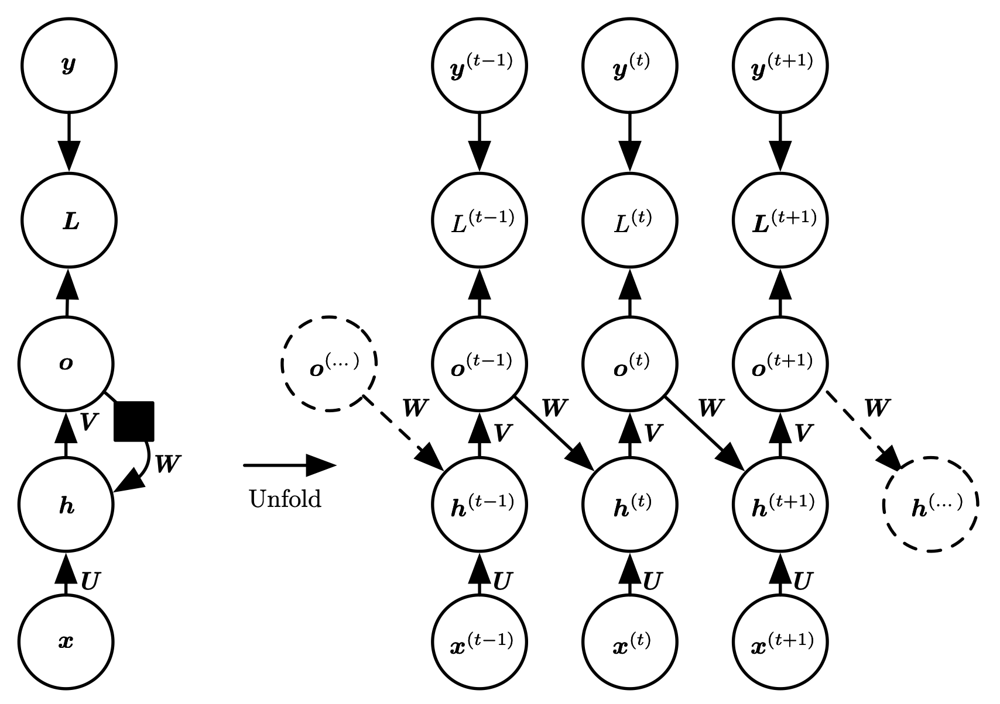 y y^(t−1) y^(t) y^(t+1)
L L^(t−1) L^(t) L^(t+1)
o o^(...) o^(t−1) o^(t) o^(t+1)
W W W W
V V V V
W
Unfold
h h^(t−1) h^(t) h^(t+1) h^(...)
U U U U
x x^(t−1) x^(t) x^(t+1)